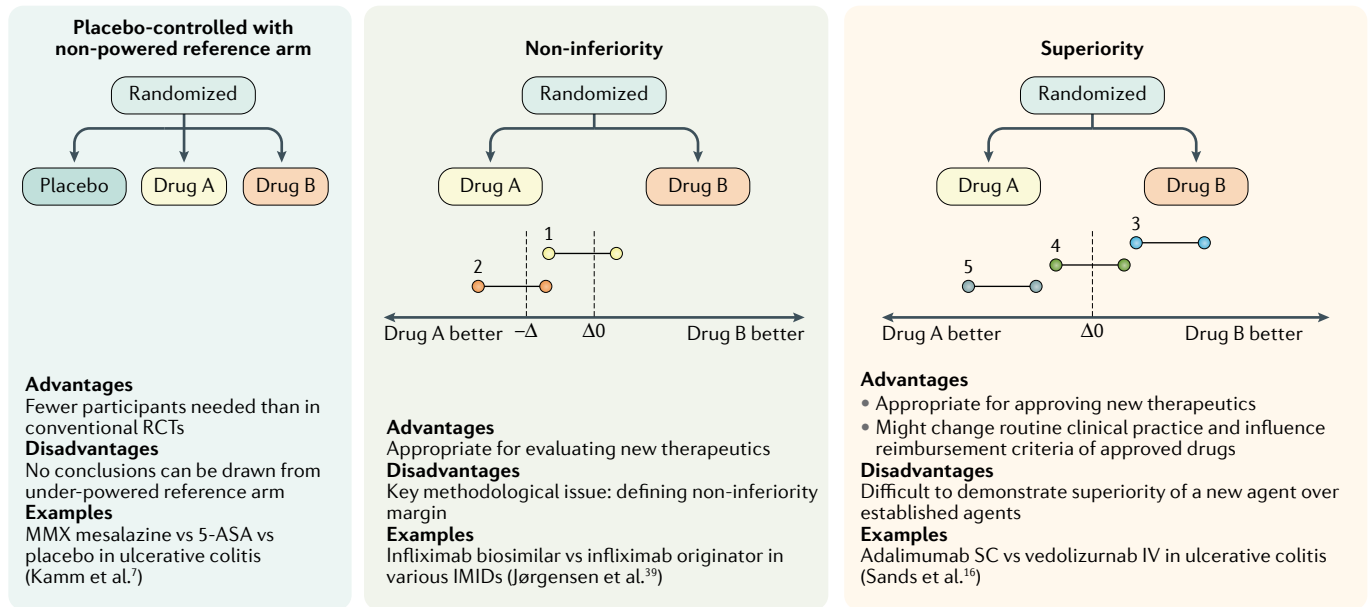 Placebo-controlled with
non-powered reference arm
Randomized
Placebo
Drug A
Drug B
Advantages
Fewer participants needed than in
conventional RCTs
Disadvantages
No conclusions can be drawn from
under-powered reference arm
Examples
MMX mesalazine vs 5-ASA vs
placebo in ulcerative colitis
(Kamm et al.⁷)
Non-inferiority
Randomized
Drug A
Drug B
1
2
Drug A better
−Δ
Δ0
Drug B better
Advantages
Appropriate for evaluating new therapeutics
Disadvantages
Key methodological issue: defining non-inferiority
margin
Examples
Infliximab biosimilar vs infliximab originator in
various IMIDs (Jørgensen et al.³⁹)
Superiority
Randomized
Drug A
Drug B
3
4
5
Drug A better
Δ0
Drug B better
Advantages
• Appropriate for approving new therapeutics
• Might change routine clinical practice and influence
reimbursement criteria of approved drugs
Disadvantages
Difficult to demonstrate superiority of a new agent over
established agents
Examples
Adalimumab SC vs vedolizurnab IV in ulcerative colitis
(Sands et al.¹⁶)